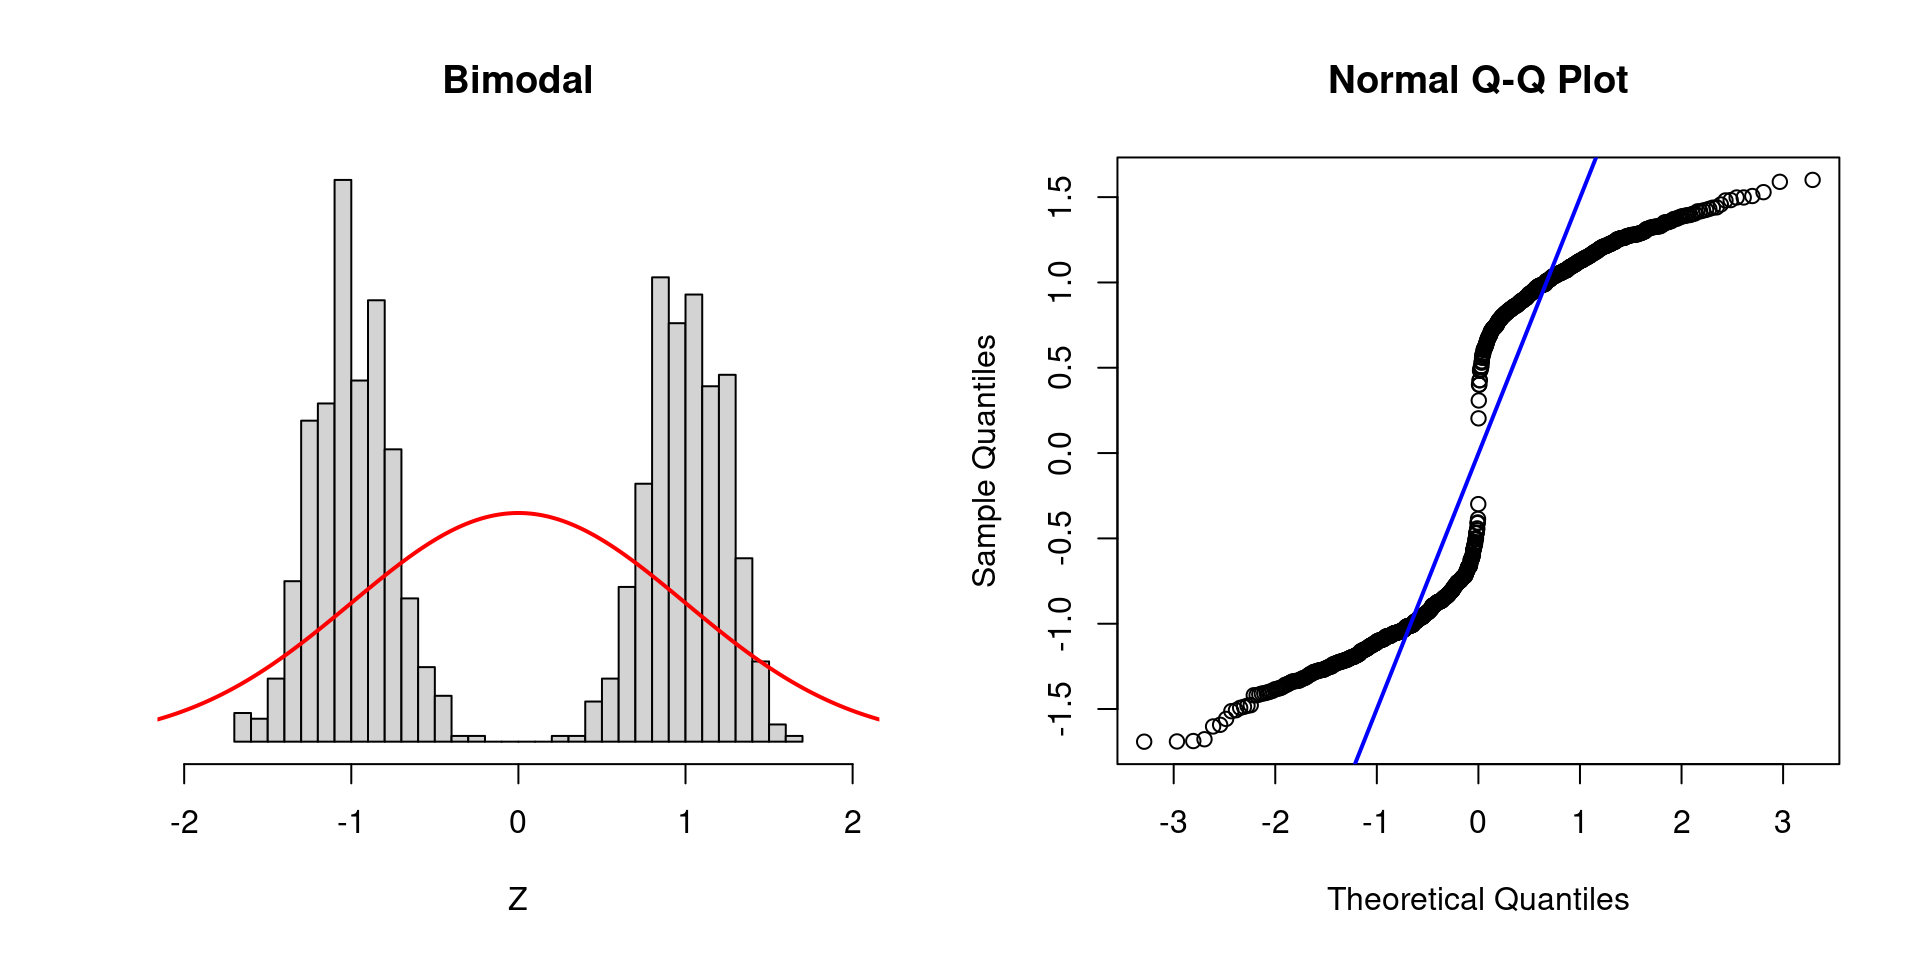 Bimodal
-2 -1 0 1 2
Z
Normal Q-Q Plot
Sample Quantiles
1.5
1.0
0.5
0.0
-0.5
-1.0
-1.5
-3 -2 -1 0 1 2 3
Theoretical Quantiles